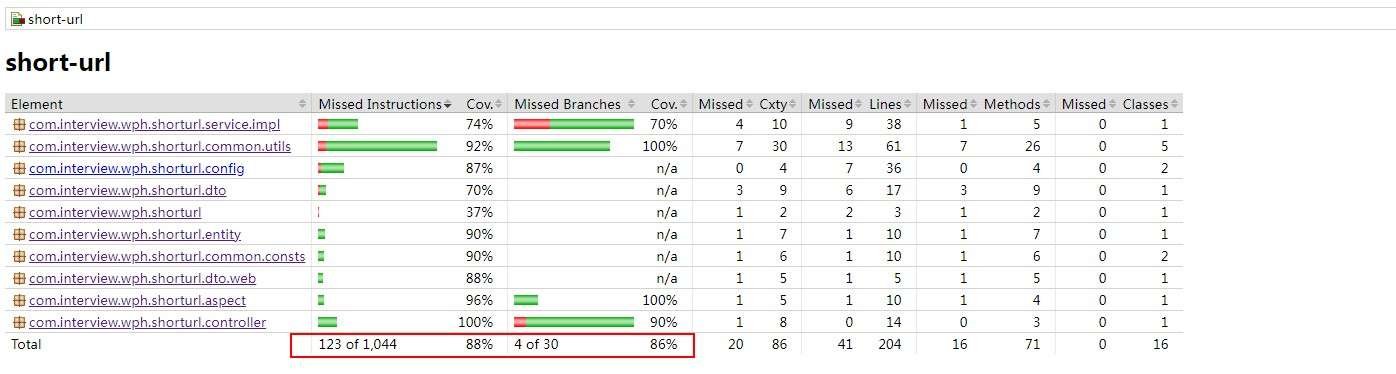 short-url
short-url
Element Missed Instructions Cov. Missed Branches Cov. Missed Cxty Missed Lines Missed Methods Missed Classes
com.interview.wph.shorturl.service.impl 74% 70% 4 10 9 38 1 5 0 1
com.interview.wph.shorturl.common.utils 92% 100% 7 30 13 61 7 26 0 5
com.interview.wph.shorturl.config 87% n/a 0 4 7 36 0 4 0 2
com.interview.wph.shorturl.dto 70% n/a 3 9 6 17 3 9 0 1
com.interview.wph.shorturl 37% n/a 1 2 2 3 1 2 0 1
com.interview.wph.shorturl.entity 90% n/a 1 7 1 10 1 7 0 1
com.interview.wph.shorturl.common.consts 90% n/a 1 6 1 10 1 6 0 2
com.interview.wph.shorturl.dto.web 88% n/a 1 5 1 5 1 5 0 1
com.interview.wph.shorturl.aspect 96% 100% 1 5 1 10 1 4 0 1
com.interview.wph.shorturl.controller 100% 90% 1 8 0 14 0 3 0 1
Total 123 of 1,044 88% 4 of 30 86% 20 86 41 204 16 71 0 16